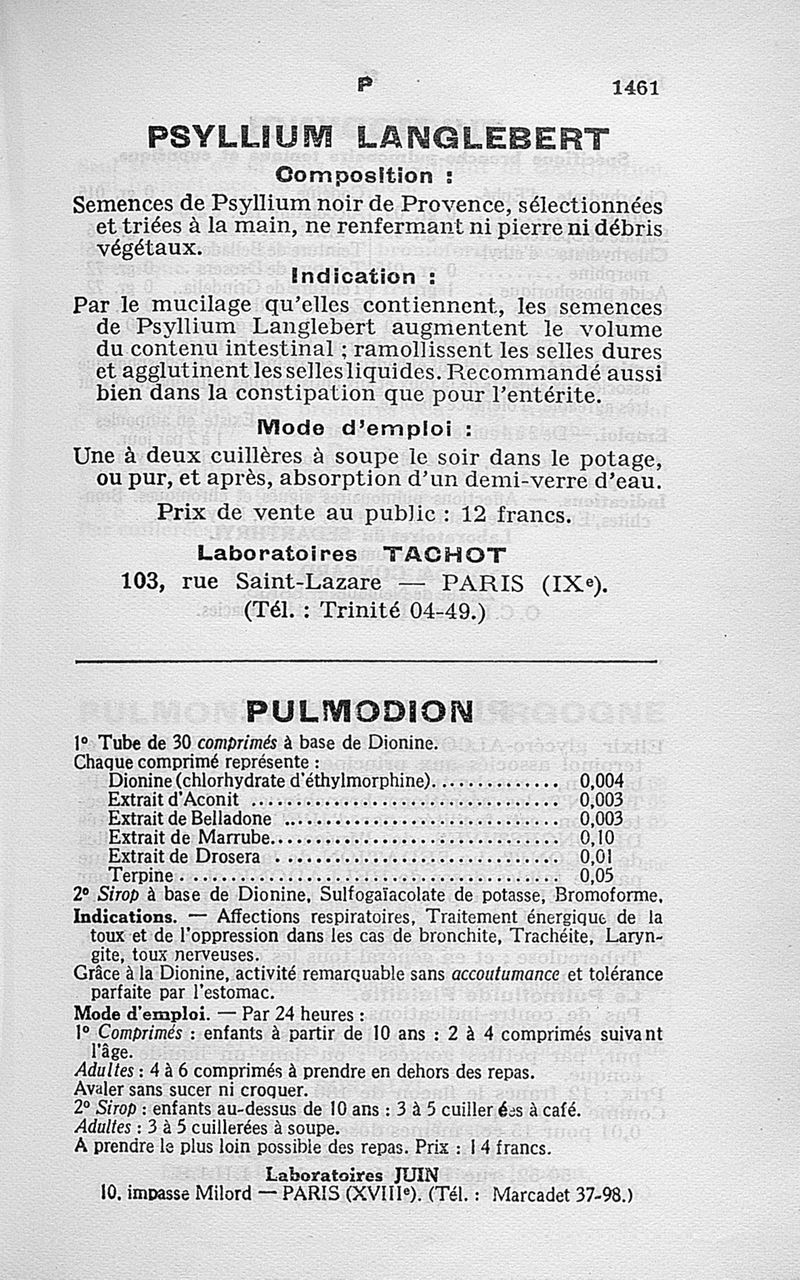 P 1461
PSYLLIUM LANGLEBERT
Composition :
Semences de Psyllium noir de Provence, sélectionnées
et triées à la main, ne renfermant ni pierre ni débris
végétaux.
Indication :
Par le mucilage qu'elles contiennent, les semences
de Psyllium Langlebert augmentent le volume
du contenu intestinal ; ramollissent les selles dures
et agglutinent les selles liquides. Recommandé aussi
bien dans la constipation que pour l'entérite.
Mode d'emploi :
Une à deux cuillères à soupe le soir dans le potage,
ou pur, et après, absorption d'un demi-verre d'eau.
Prix de vente au public : 12 francs.
Laboratoires TACHOT
103, rue Saint-Lazare — PARIS (IXe).
(Tél. : Trinité 04-49.)
PULMODION
1° Tube de 30 comprimés à base de Dionine.
Chaque comprimé représente :
Dionine (chlorhydrate d'éthylmorphine).............. 0,004
Extrait d'Aconit .............................. 0,003
Extrait de Belladone .......................... 0,003
Extrait de Marrube............................ 0,10
Extrait de Drosera ........................... 0,01
Terpine ..................................... 0,05
2° Sirop à base de Dionine, Sulfogaïacolate de potasse, Bromoforme.
Indications. — Affections respiratoires, Traitement énergique de la
toux et de l'oppression dans les cas de bronchite, Trachéite, Laryn-
gite, toux nerveuses.
Grâce à la Dionine, activité remarquable sans accoutumance et tolérance
parfaite par l'estomac.
Mode d'emploi. — Par 24 heures :
1° Comprimés : enfants à partir de 10 ans : 2 à 4 comprimés suivant
l'âge.
Adultes : 4 à 6 comprimés à prendre en dehors des repas.
Avaler sans sucer ni croquer.
2° Sirop : enfants au-dessus de 10 ans : 3 à 5 cuillerées à café.
Adultes : 3 à 5 cuillerées à soupe.
A prendre le plus loin possible des repas. Prix : 14 francs.
Laboratoires JUIN
10, impasse Milord — PARIS (XVIIIe). (Tél. : Marcadet 37-98.)